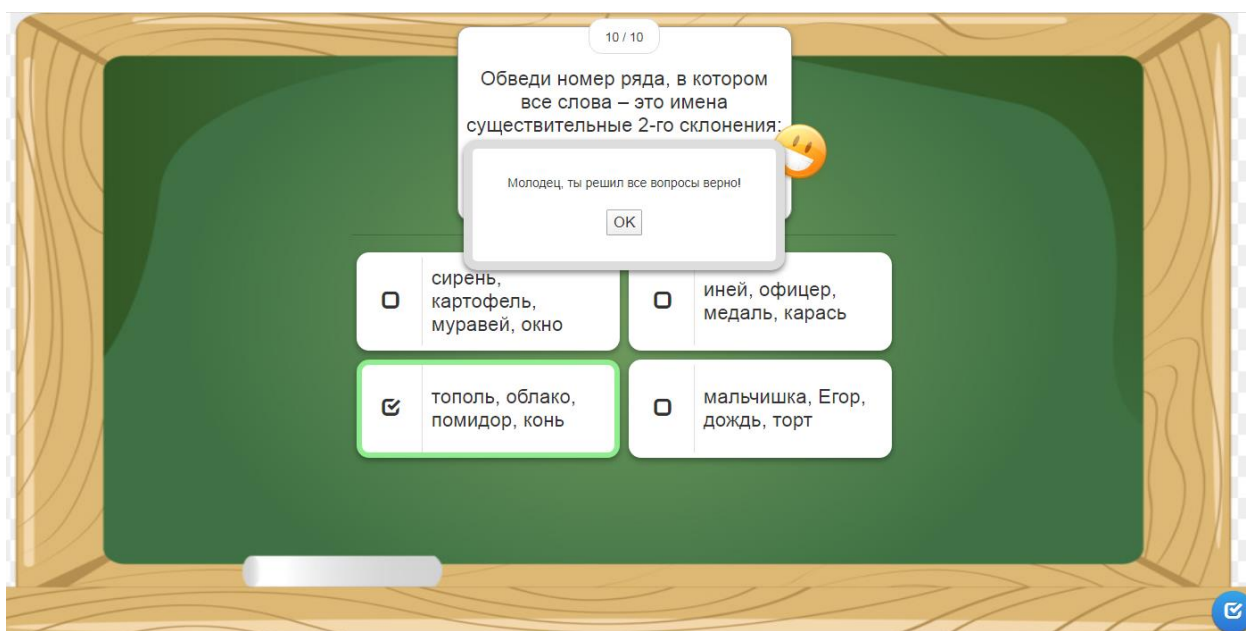 10 / 10
Обведи номер ряда, в котором
все слова – это имена
существительные 2-го склонения:
Молодец, ты решил все вопросы верно!
OK
сирень,
картофель,
муравей, окно
иней, офицер,
медаль, карась
тополь, облако,
помидор, конь
мальчишка, Егор,
дождь, торт